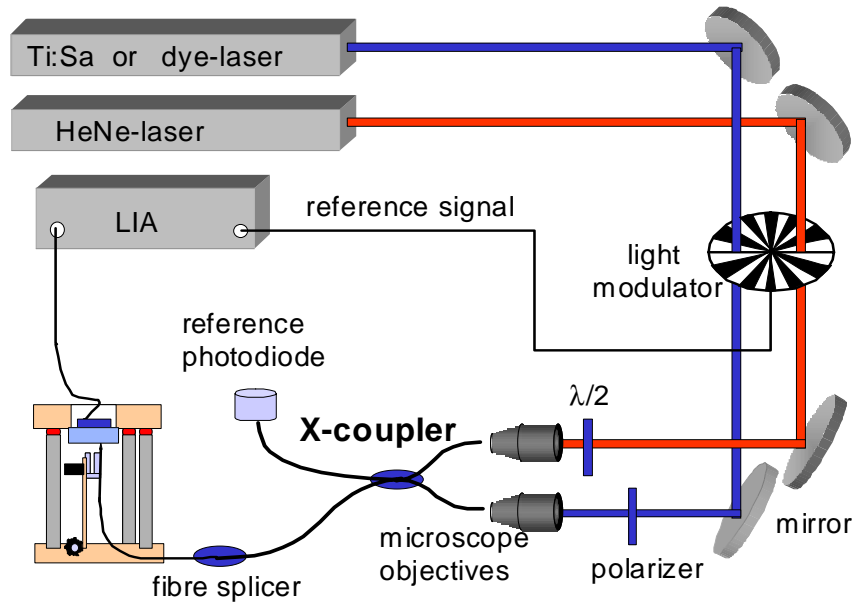 Ti:Sa or dye-laser
HeNe-laser
LIA
reference signal
light
modulator
reference
photodiode
λ/2
X-coupler
microscope
objectives
mirror
polarizer
fibre splicer